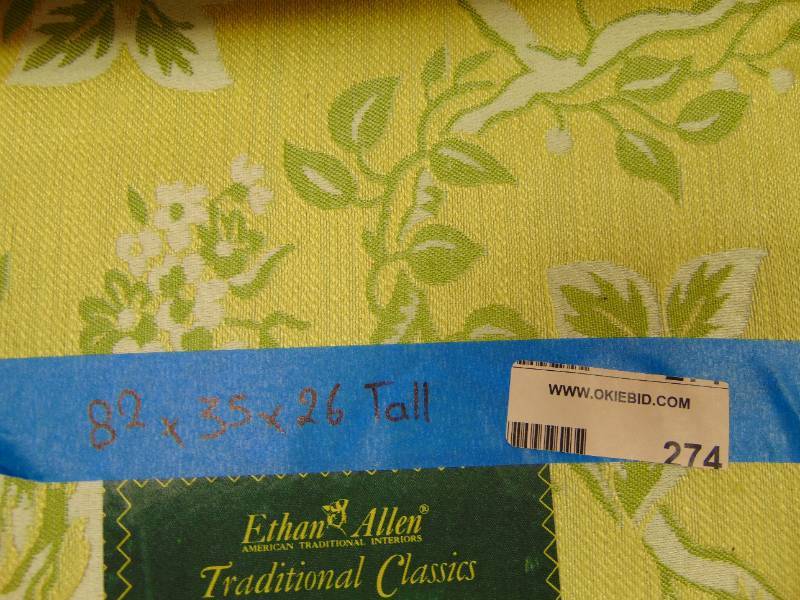 82 x 35 x 26 Tall
WWW.OKIEBID.COM
274
Ethan Allen®
AMERICAN TRADITIONAL INTERIORS
Traditional Classics